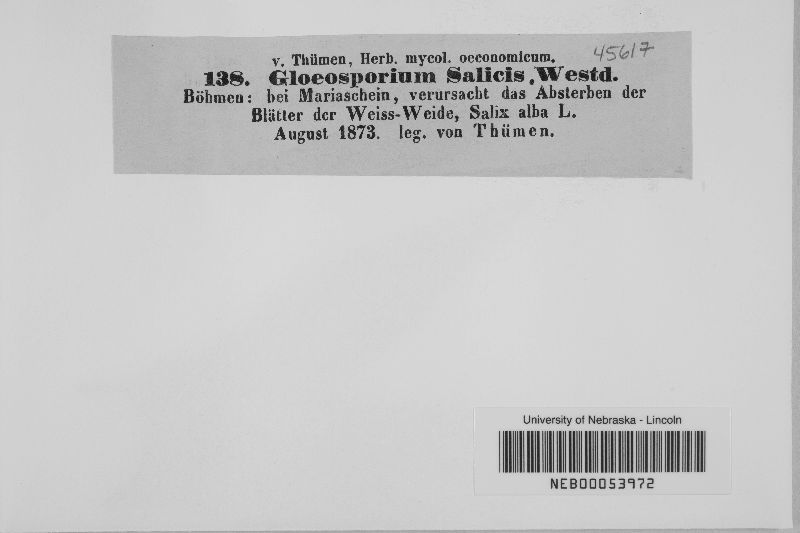 v. Thümen, Herb. mycol. oeconomicum. 45617
138. Gloeosporium Salicis, Westd.
Böhmen: bei Mariaschein, verursacht das Absterben der
Blätter der Weiss-Weide, Salix alba L.
August 1873. leg. von Thümen.
University of Nebraska - Lincoln
NEB00053972